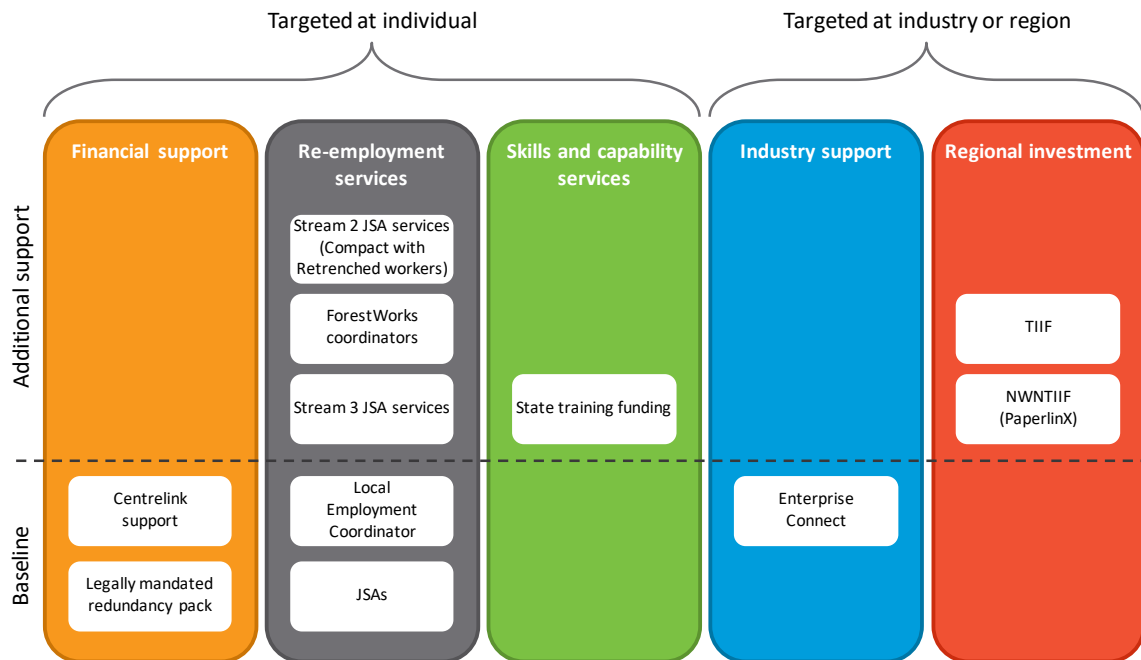 Targeted at individual
Targeted at industry or region
Financial support
Re-employment
services
Skills and capability
services
Industry support
Regional investment
Additional support
Stream 2 JSA services
(Compact with
Retrenched workers)
ForestWorks
coordinators
TIIF
Stream 3 JSA services
State training funding
NWNTIIF
(PaperlinX)
Baseline
Centrelink
support
Local
Employment
Coordinator
Enterprise
Connect
Legally mandated
redundancy pack
JSAs